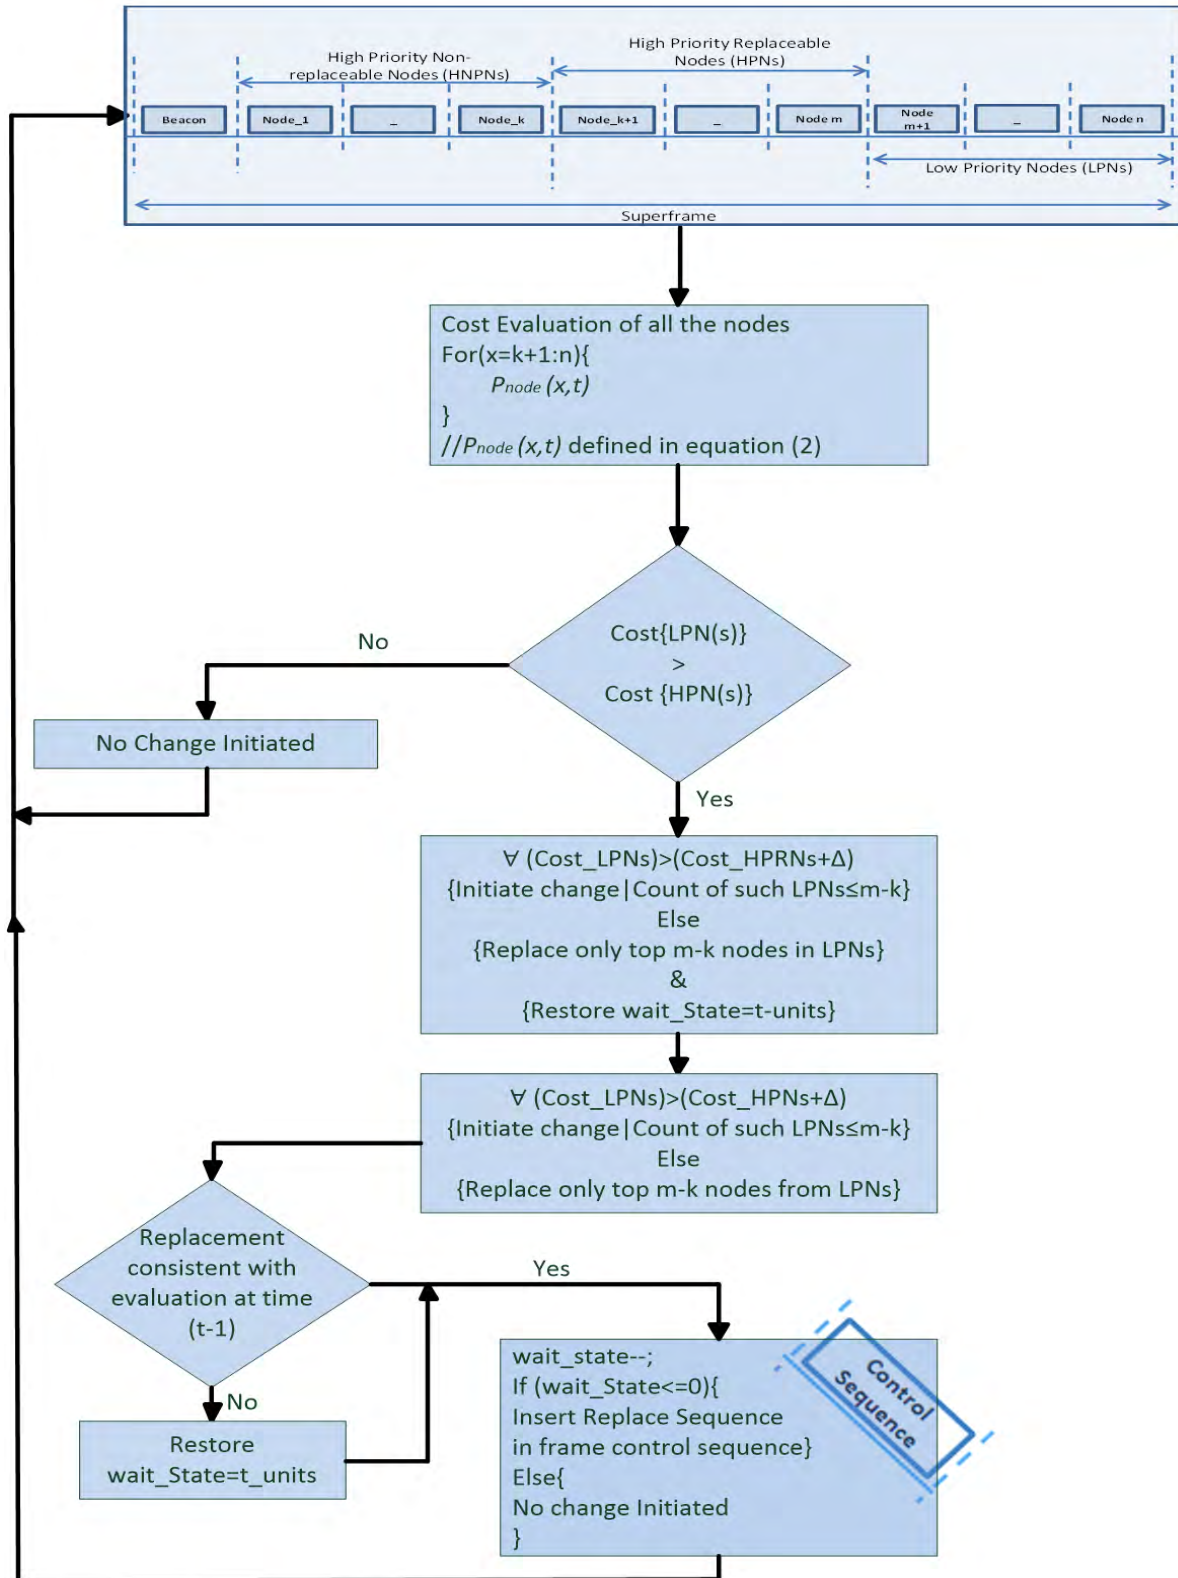 High Priority Non-
replaceable Nodes (HNPNs)
High Priority Replaceable
Nodes (HPNs)
Beacon
Node_1
_
Node_k
Node_k+1
_
Node m
Node
m+1
_
Node n
Low Priority Nodes (LPNs)
Superframe
Cost Evaluation of all the nodes
For(x=k+1:n){
Pnode (x,t)
}
//Pnode (x,t) defined in equation (2)
Cost{LPN(s)}
>
Cost {HPN(s)}
No
No Change Initiated
Yes
∀ (Cost_LPNs)>(Cost_HPRNs+Δ)
{Initiate change|Count of such LPNs≤m-k}
Else
{Replace only top m-k nodes in LPNs}
&
{Restore wait_State=t-units}
∀ (Cost_LPNs)>(Cost_HPNs+Δ)
{Initiate change|Count of such LPNs≤m-k}
Else
{Replace only top m-k nodes from LPNs}
Replacement
consistent with
evaluation at time
(t-1)
Yes
No
Restore
wait_State=t_units
wait_state--;
If (wait_State<=0){
Insert Replace Sequence
in frame control sequence}
Else{
No change Initiated
}
Control
Sequence